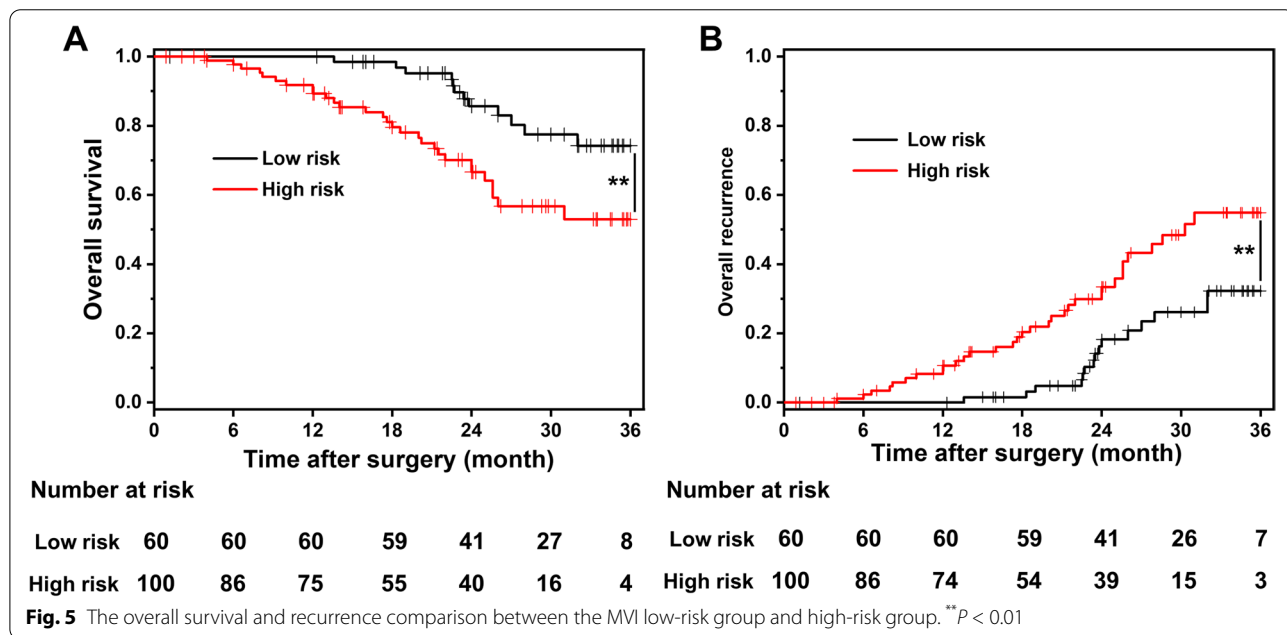 A
Overall survival
1.0
0.8
0.6
0.4
0.2
0.0
Low risk
High risk
**
0 6 12 18 24 30 36
Time after surgery (month)
Number at risk
Low risk 60 60 60 59 41 27 8
High risk 100 86 75 55 40 16 4
B
Overall recurrence
1.0
0.8
0.6
0.4
0.2
0.0
Low risk
High risk
**
0 6 12 18 24 30 36
Time after surgery (month)
Number at risk
Low risk 60 60 60 59 41 26 7
High risk 100 86 74 54 39 15 3
Fig. 5 The overall survival and recurrence comparison between the MVI low-risk group and high-risk group. **P < 0.01